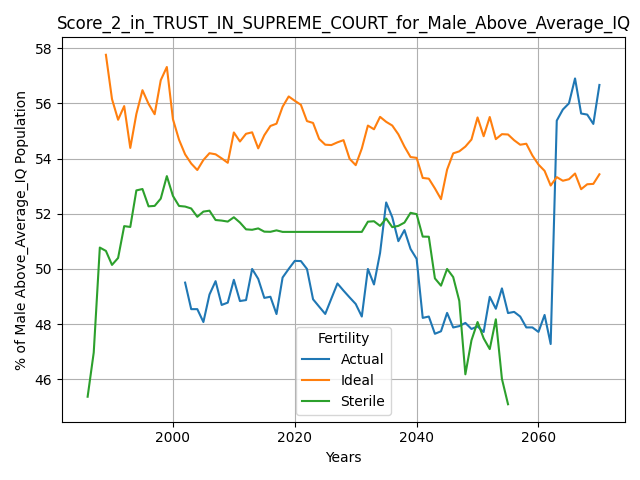 Score_2_in_TRUST_IN_SUPREME_COURT_for_Male_Above_Average_IQ
% of Male Above_Average_IQ Population
58
56
54
52
50
48
46
Fertility
Actual
Ideal
Sterile
2000 2020 2040 2060
Years